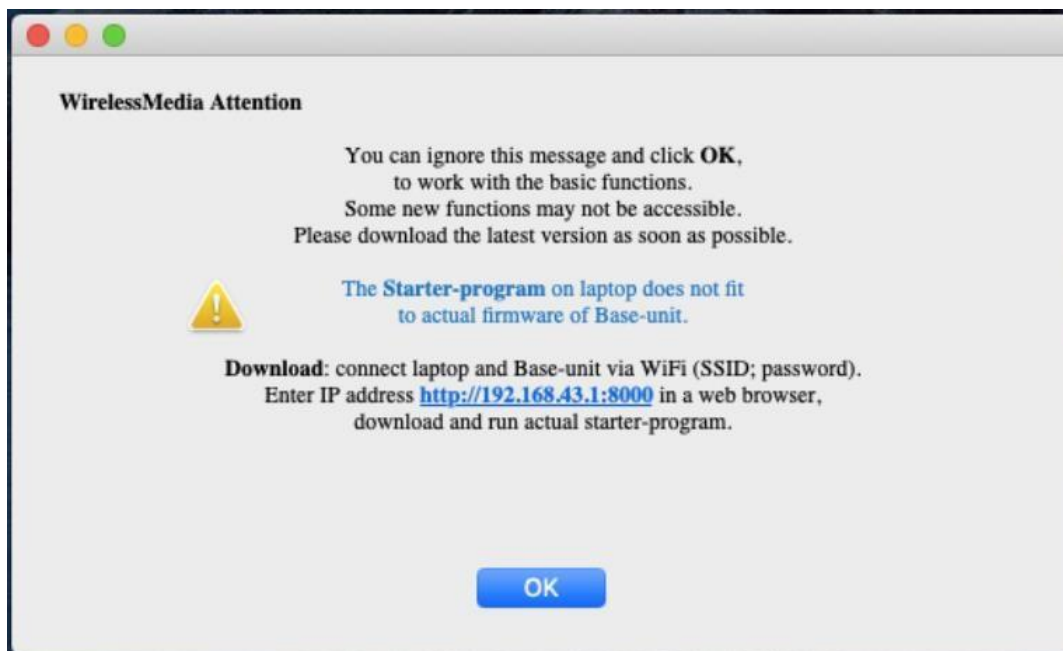 WirelessMedia Attention
You can ignore this message and click OK,
to work with the basic functions.
Some new functions may not be accessible.
Please download the latest version as soon as possible.
The Starter-program on laptop does not fit
to actual firmware of Base-unit.
Download: connect laptop and Base-unit via WiFi (SSID; password).
Enter IP address http://192.168.43.1:8000 in a web browser,
download and run actual starter-program.
OK